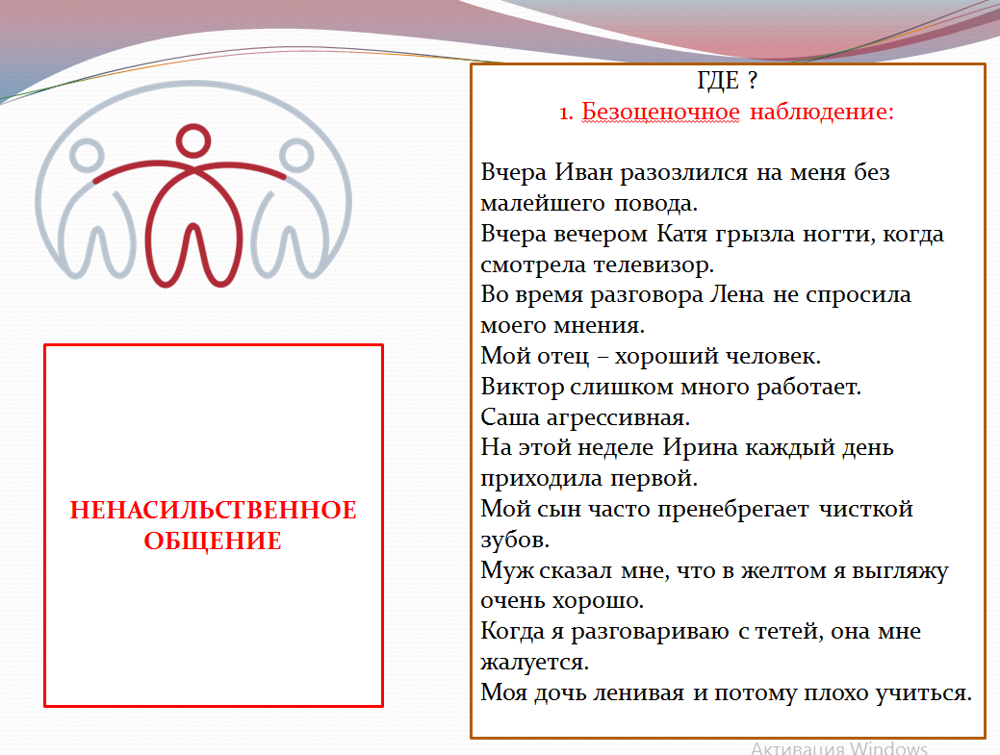 ГДЕ ?
1. Безоценочное наблюдение:
Вчера Иван разозлился на меня без
малейшего повода.
Вчера вечером Катя грызла ногти, когда
смотрела телевизор.
Во время разговора Лена не спросила
моего мнения.
Мой отец – хороший человек.
Виктор слишком много работает.
Саша агрессивная.
На этой неделе Ирина каждый день
приходила первой.
Мой сын часто пренебрегает чисткой
зубов.
Муж сказал мне, что в желтом я выгляжу
очень хорошо.
Когда я разговариваю с тетей, она мне
жалуется.
Моя дочь ленивая и потому плохо учиться.
НЕНАСИЛЬСТВЕННОЕ
ОБЩЕНИЕ
Активация Windows